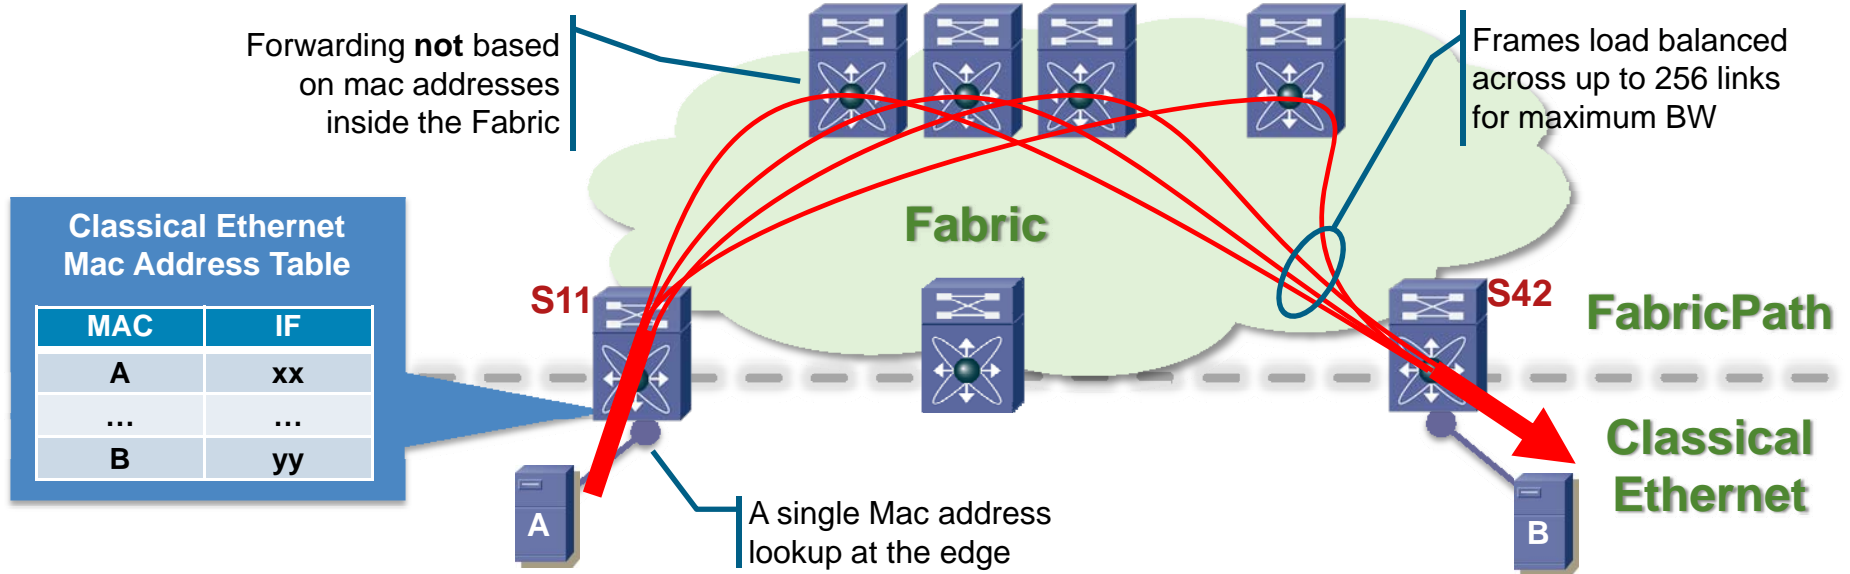 Forwarding not based
on mac addresses
inside the Fabric
Frames load balanced
across up to 256 links
for maximum BW
Classical Ethernet
Mac Address Table
MAC IF
A xx
... ...
B yy
Fabric
S11
S42
FabricPath
Classical
Ethernet
A
A single Mac address
lookup at the edge
B